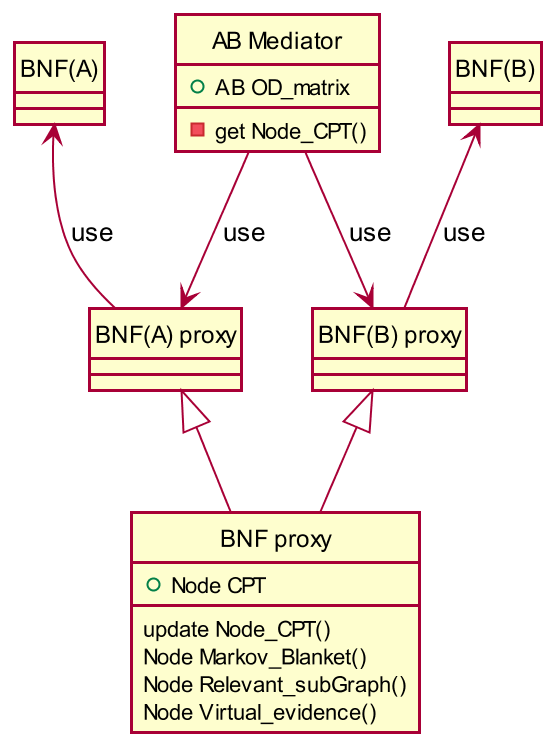 BNF(A)
AB Mediator
AB OD_matrix
get Node_CPT()
BNF(B)
use
use
use
use
BNF(A) proxy
BNF(B) proxy
BNF proxy
Node CPT
update Node_CPT()
Node Markov_Blanket()
Node Relevant_subGraph()
Node Virtual_evidence()